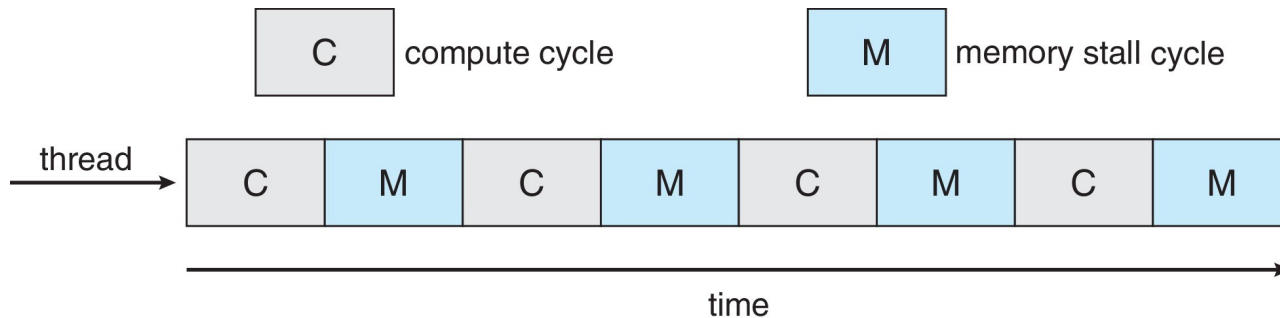 C compute cycle M memory stall cycle
thread
C M C M C M C M
time